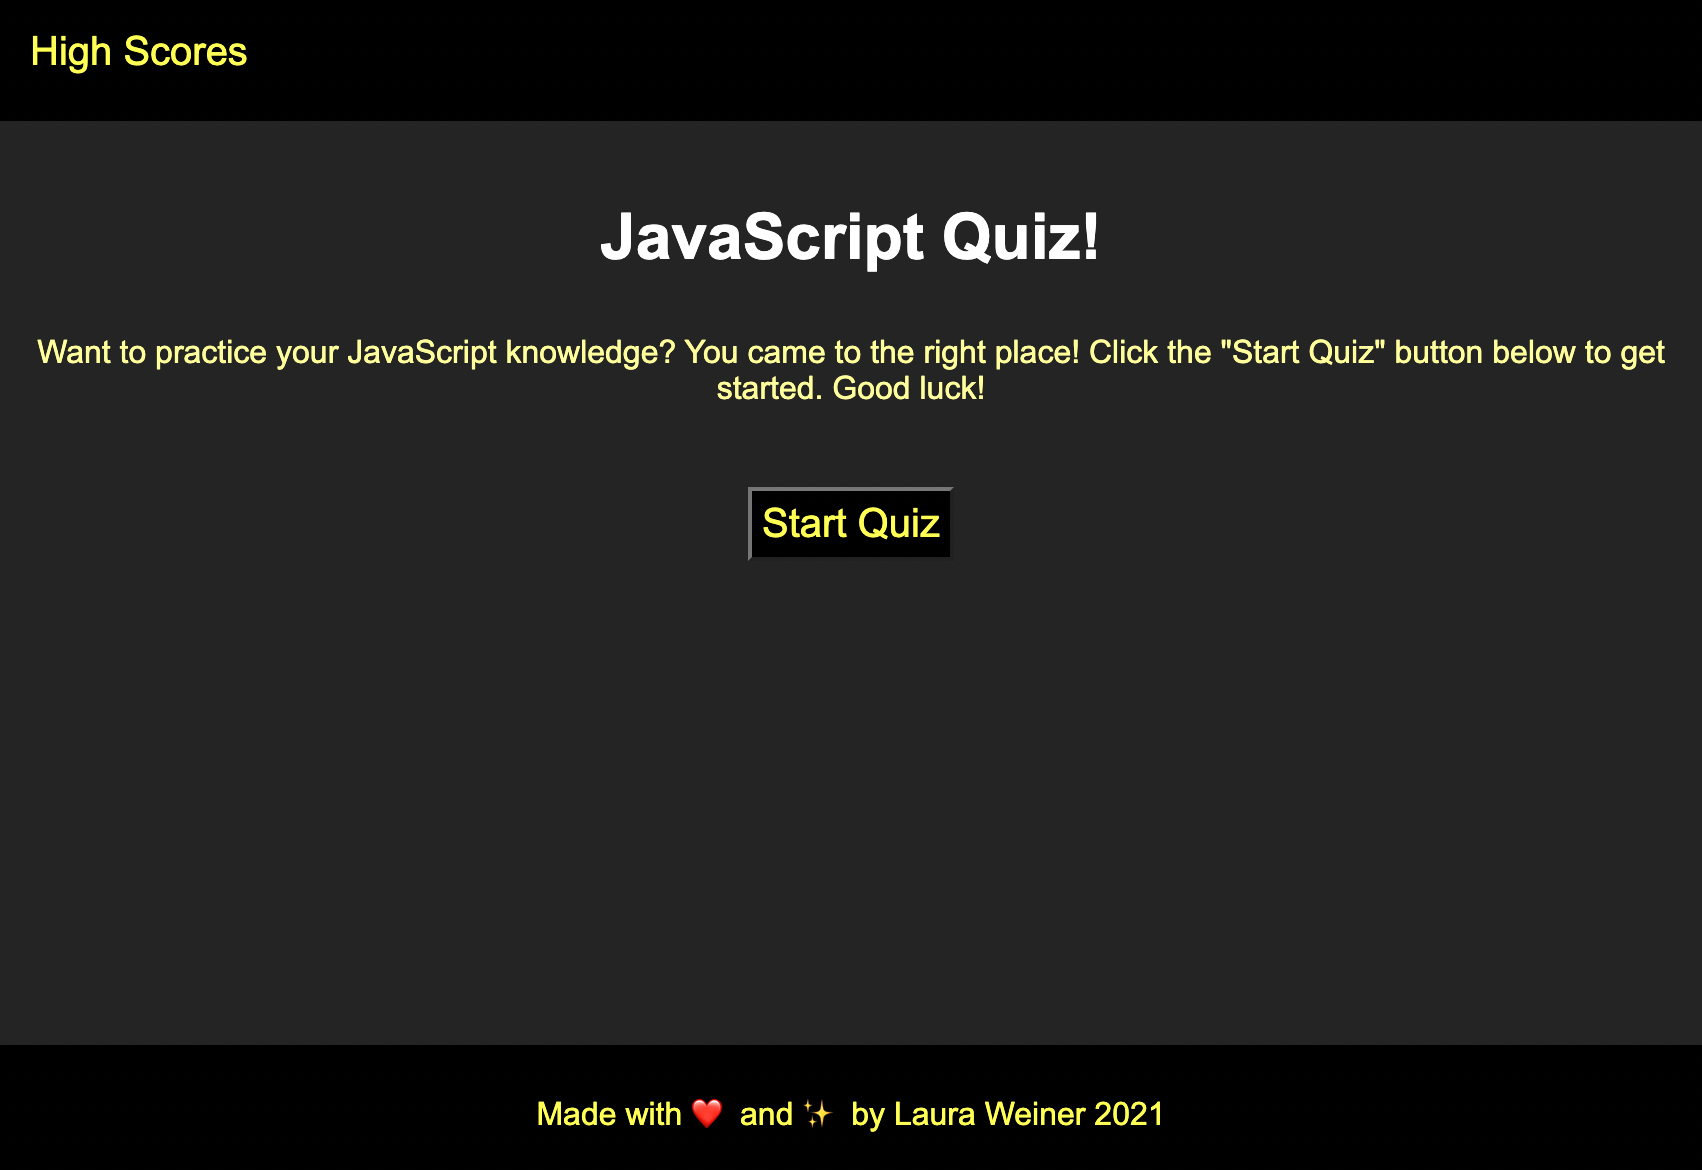 High Scores
JavaScript Quiz!
Want to practice your JavaScript knowledge? You came to the right place! Click the "Start Quiz" button below to get
started. Good luck!
Start Quiz
Made with ❤️ and ✨ by Laura Weiner 2021